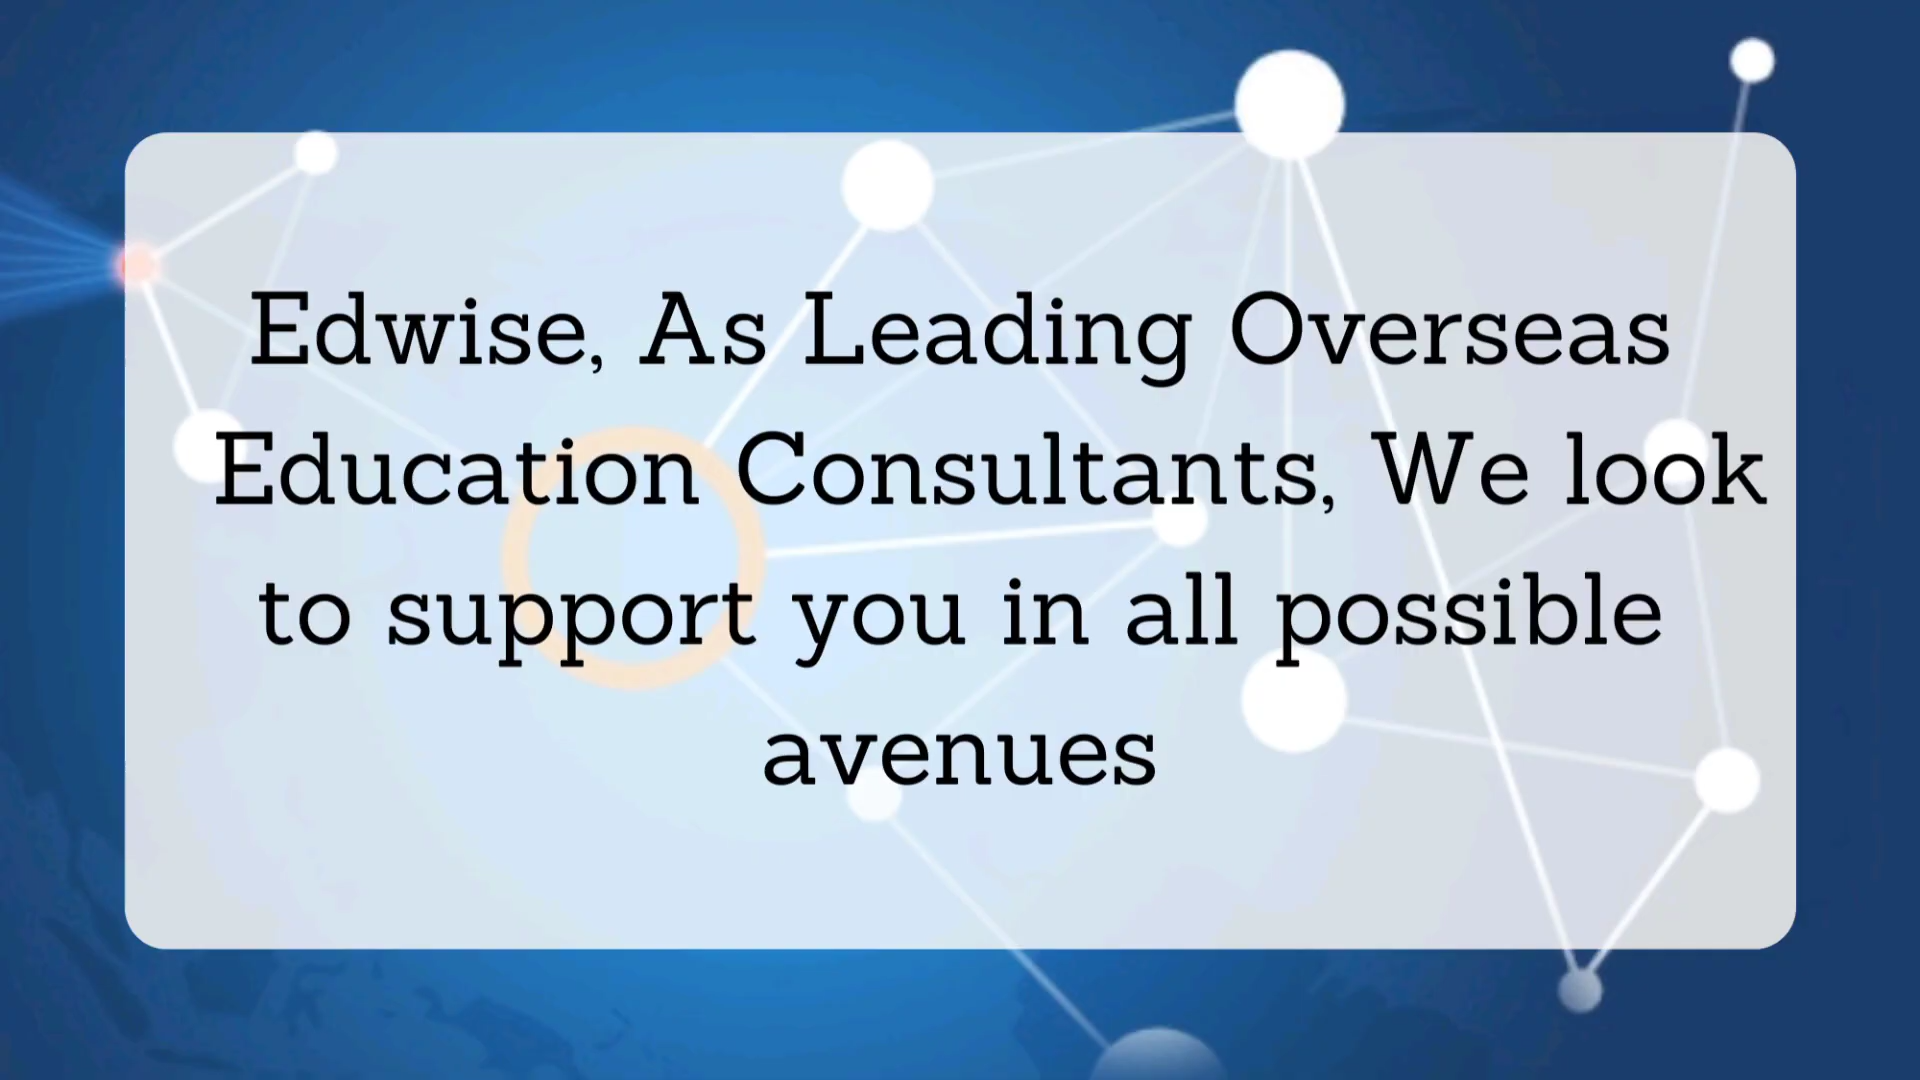 Edwise, As Leading Overseas
Education Consultants, We look
to support you in all possible
avenues